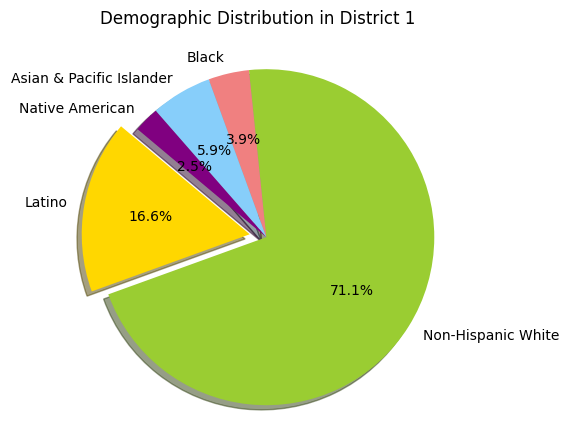 Demographic Distribution in District 1
Black
Asian & Pacific Islander
Native American
3.9%
5.9%
2.5%
Latino
16.6%
71.1%
Non-Hispanic White